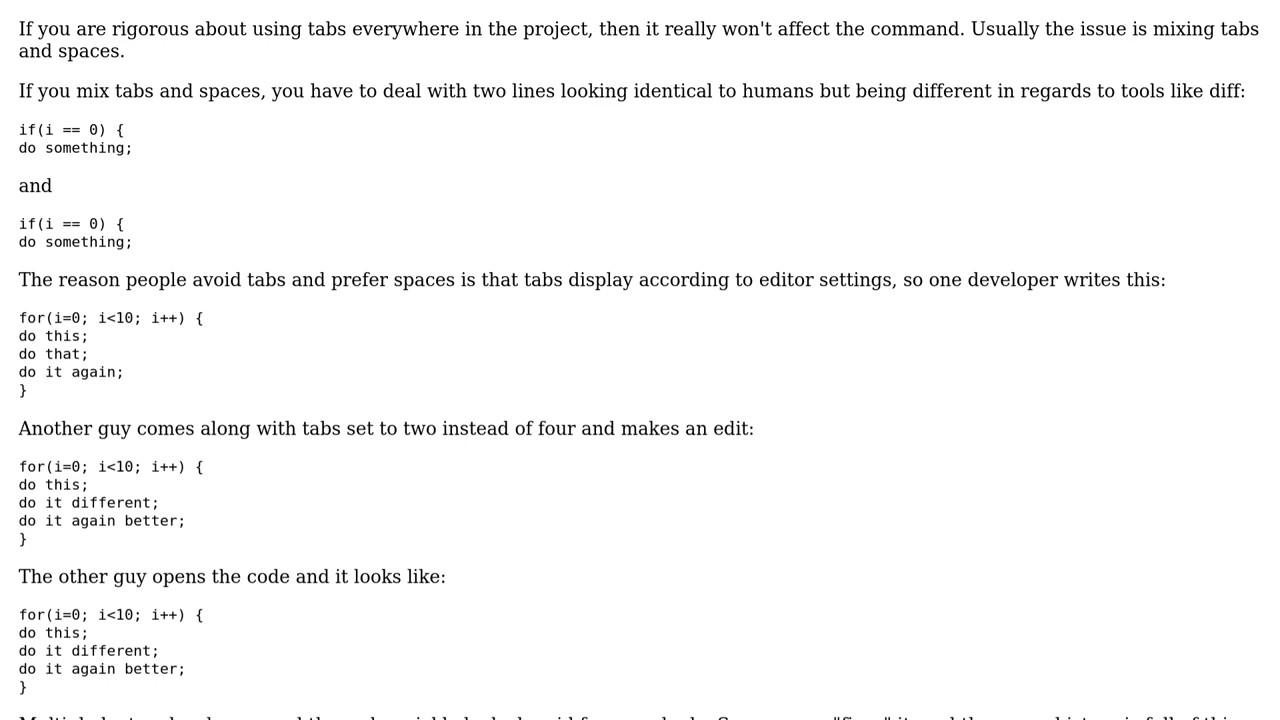 If you are rigorous about using tabs everywhere in the project, then it really won't affect the command. Usually the issue is mixing tabs
and spaces.
If you mix tabs and spaces, you have to deal with two lines looking identical to humans but being different in regards to tools like diff:
if(i == 0) {
do something;
and
if(i == 0) {
do something;
The reason people avoid tabs and prefer spaces is that tabs display according to editor settings, so one developer writes this:
for(i=0; i<10; i++) {
do this;
do that;
do it again;
}
Another guy comes along with tabs set to two instead of four and makes an edit:
for(i=0; i<10; i++) {
do this;
do it different;
do it again better;
}
The other guy opens the code and it looks like:
for(i=0; i<10; i++) {
do this;
do it different;
do it again better;
}